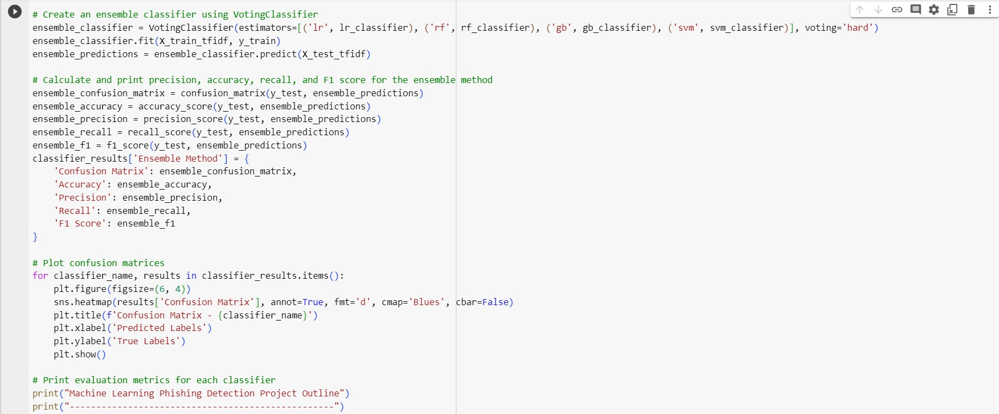 # Create an ensemble classifier using VotingClassifier
ensemble_classifier = VotingClassifier(estimators=[('lr', lr_classifier), ('rf', rf_classifier), ('gb', gb_classifier), ('svm', svm_classifier)], voting='hard')
ensemble_classifier.fit(X_train_tfidf, y_train)
ensemble_predictions = ensemble_classifier.predict(X_test_tfidf)

# Calculate and print precision, accuracy, recall, and F1 score for the ensemble method
ensemble_confusion_matrix = confusion_matrix(y_test, ensemble_predictions)
ensemble_accuracy = accuracy_score(y_test, ensemble_predictions)
ensemble_precision = precision_score(y_test, ensemble_predictions)
ensemble_recall = recall_score(y_test, ensemble_predictions)
ensemble_f1 = f1_score(y_test, ensemble_predictions)
classifier_results['Ensemble Method'] = {
    'Confusion Matrix': ensemble_confusion_matrix,
    'Accuracy': ensemble_accuracy,
    'Precision': ensemble_precision,
    'Recall': ensemble_recall,
    'F1 Score': ensemble_f1
}

# Plot confusion matrices
for classifier_name, results in classifier_results.items():
    plt.figure(figsize=(6, 4))
    sns.heatmap(results['Confusion Matrix'], annot=True, fmt='d', cmap='Blues', cbar=False)
    plt.title(f'Confusion Matrix - {classifier_name}')
    plt.xlabel('Predicted Labels')
    plt.ylabel('True Labels')
    plt.show()

# Print evaluation metrics for each classifier
print("Machine Learning Phishing Detection Project Outline")
print("--------------------------------------------------")